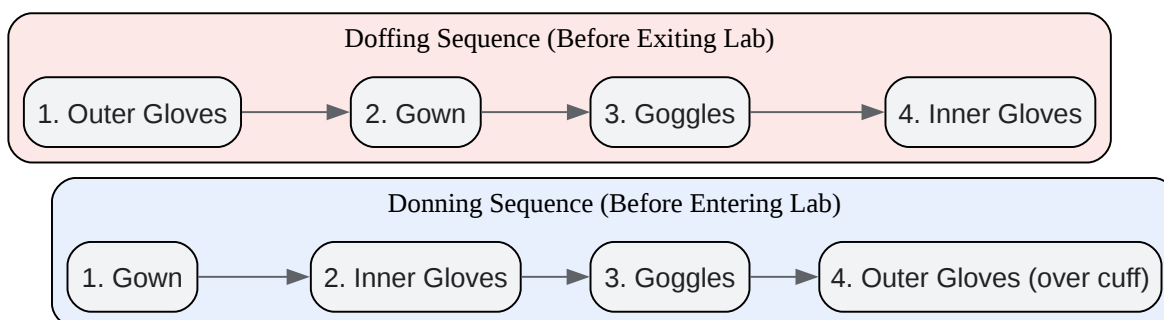 Doffing Sequence (Before Exiting Lab)
1. Outer Gloves
2. Gown
3. Goggles
4. Inner Gloves
Donning Sequence (Before Entering Lab)
1. Gown
2. Inner Gloves
3. Goggles
4. Outer Gloves (over cuff)